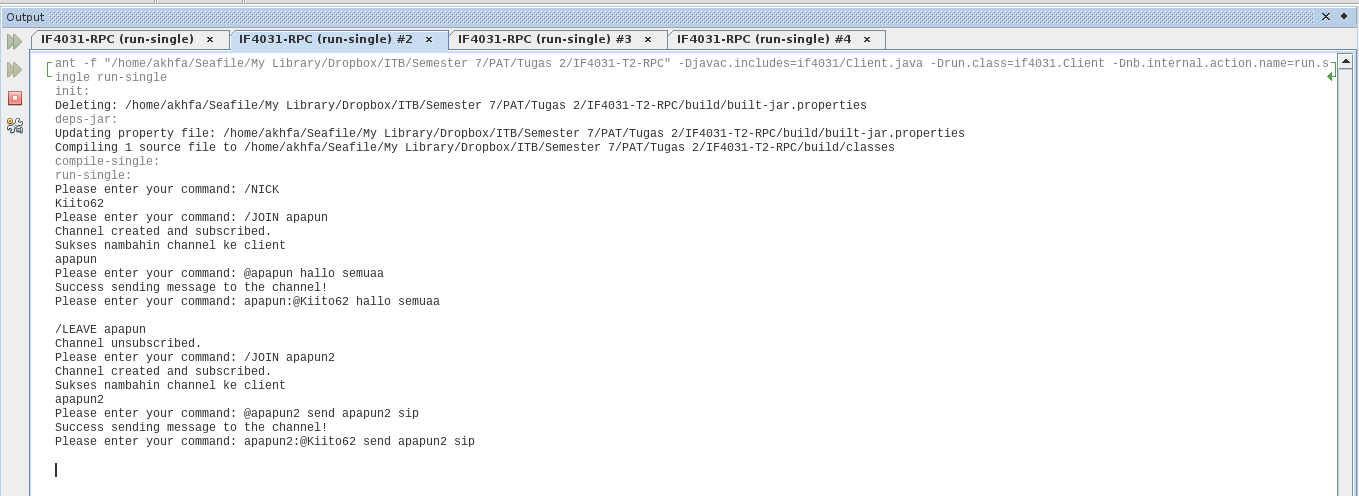 Output
IF4031-RPC (run-single) × IF4031-RPC (run-single) #2 × IF4031-RPC (run-single) #3 × IF4031-RPC (run-single) #4 ×
ant -f "/home/akhfa/Seafile/My Library/Dropbox/ITB/Semester 7/PAT/Tugas 2/IF4031-T2-RPC" -Djavac.includes=if4031/Client.java -Drun.class=if4031.Client -Dnb.internal.action.name=run.s
ingle run-single
init:
Deleting: /home/akhfa/Seafile/My Library/Dropbox/ITB/Semester 7/PAT/Tugas 2/IF4031-T2-RPC/build/built-jar.properties
deps-jar:
Updating property file: /home/akhfa/Seafile/My Library/Dropbox/ITB/Semester 7/PAT/Tugas 2/IF4031-T2-RPC/build/built-jar.properties
Compiling 1 source file to /home/akhfa/Seafile/My Library/Dropbox/ITB/Semester 7/PAT/Tugas 2/IF4031-T2-RPC/build/classes
compile-single:
run-single:
Please enter your command: /NICK
Kiito62
Please enter your command: /JOIN apapun
Channel created and subscribed.
Sukses nambahin channel ke client
apapun
Please enter your command: @apapun hallo semuaa
Success sending message to the channel!
Please enter your command: apapun:@Kiito62 hallo semuaa
/LEAVE apapun
Channel unsubscribed.
Please enter your command: /JOIN apapun2
Channel created and subscribed.
Sukses nambahin channel ke client
apapun2
Please enter your command: @apapun2 send apapun2 sip
Success sending message to the channel!
Please enter your command: apapun2:@Kiito62 send apapun2 sip